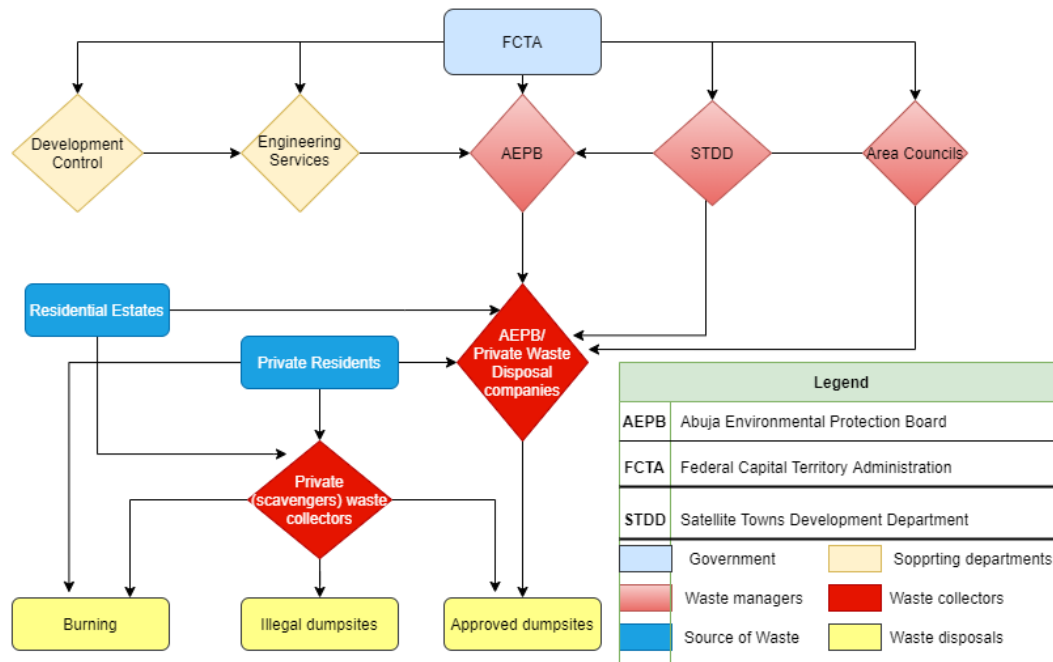 FCTA
Development
Control
Engineering
Services
AEPB
STDD
Area Councils
Residential Estates
Private Residents
AEPB/
Private Waste
Disposal
companies
Private
(scavengers) waste
collectors
Burning
Illegal dumpsites
Approved dumpsites
Legend
AEPB Abuja Environmental Protection Board
FCTA Federal Capital Territory Administration
STDD Satellite Towns Development Department
Government
Sopprting departments
Waste managers
Waste collectors
Source of Waste
Waste disposals